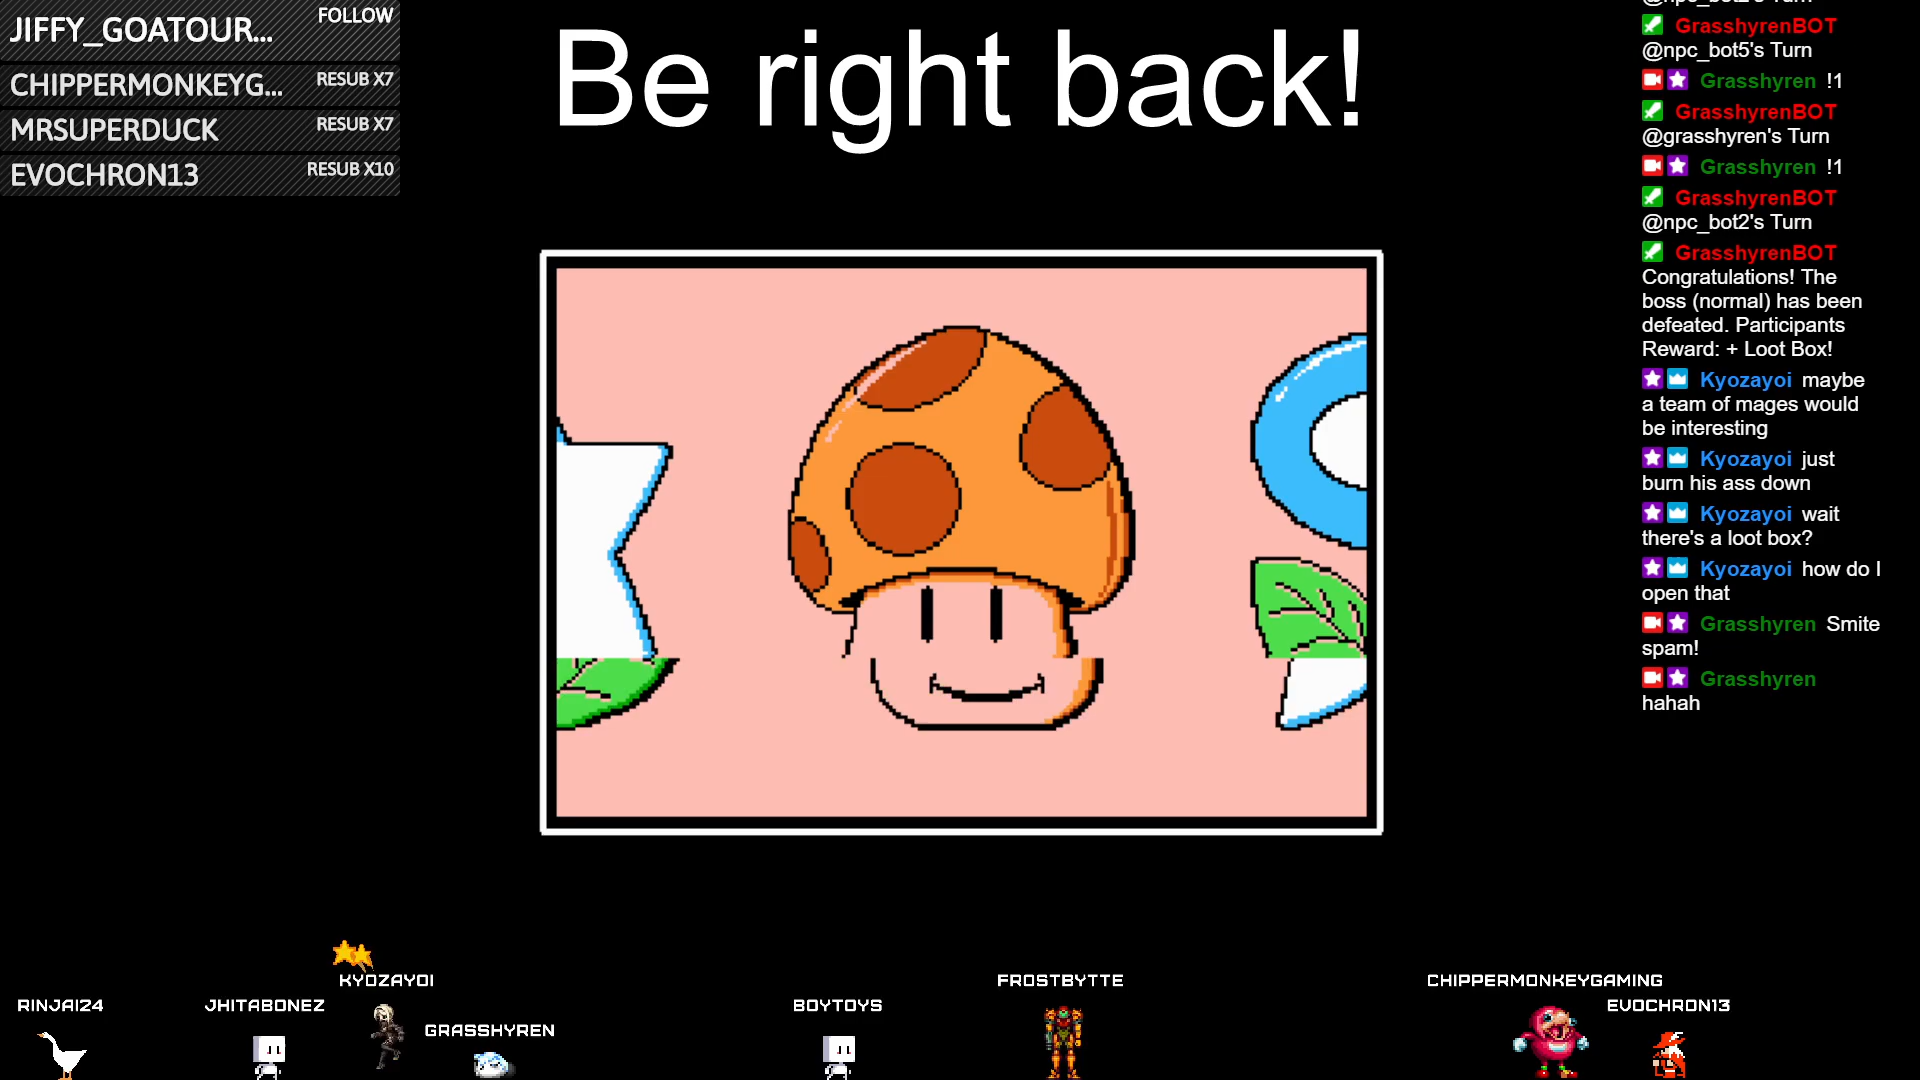 JIFFY_GOATOUR... FOLLOW
CHIPPERMONKEYG... RESUB X7
MRSUPERDUCK RESUB X7
EVOCHRON13 RESUB X10
Be right back!
GrasshyrenBOT
@npc_bot5's Turn
Grasshyren !1
GrasshyrenBOT
@grasshyren's Turn
Grasshyren !1
GrasshyrenBOT
@npc_bot2's Turn
GrasshyrenBOT
Congratulations! The
boss (normal) has been
defeated. Participants
Reward: + Loot Box!
Kyozayoi maybe
a team of mages would
be interesting
Kyozayoi just
burn his ass down
Kyozayoi wait
there's a loot box?
Kyozayoi how do I
open that
Grasshyren Smite
spam!
Grasshyren
hahah
RINJAI24
JHITABONEZ
KYOZAYOI
GRASSHYREN
BOYTOYS
FROSTBYTTE
CHIPPERMONKEYGAMING
EVOCHRON13